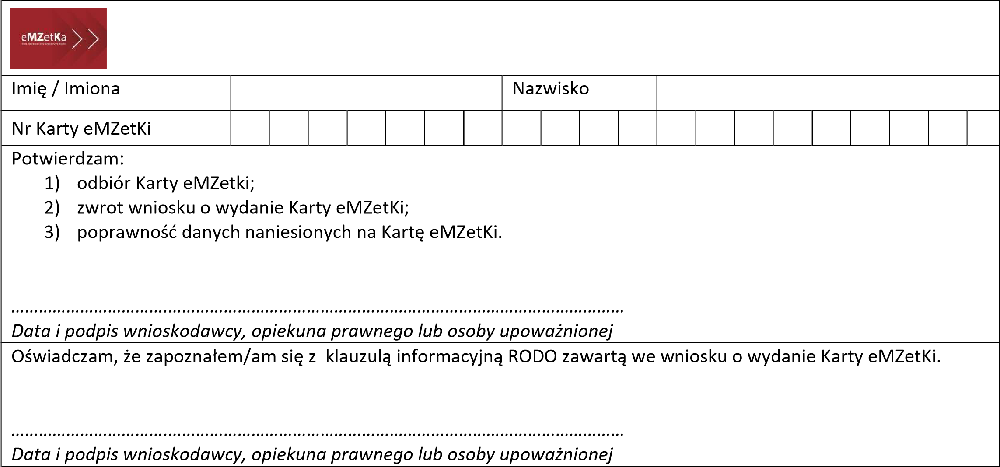 eMZetKa
Imię / Imiona
Nazwisko
Nr Karty eMZetKi
Potwierdzam:
1) odbiór Karty eMZetki;
2) zwrot wniosku o wydanie Karty eMZetKi;
3) poprawność danych naniesionych na Kartę eMZetKi.
Data i podpis wnioskodawcy, opiekuna prawnego lub osoby upoważnionej
Oświadczam, że zapoznałem/am się z klauzulą informacyjną RODO zawartą we wniosku o wydanie Karty eMZetKi.
Data i podpis wnioskodawcy, opiekuna prawnego lub osoby upoważnionej